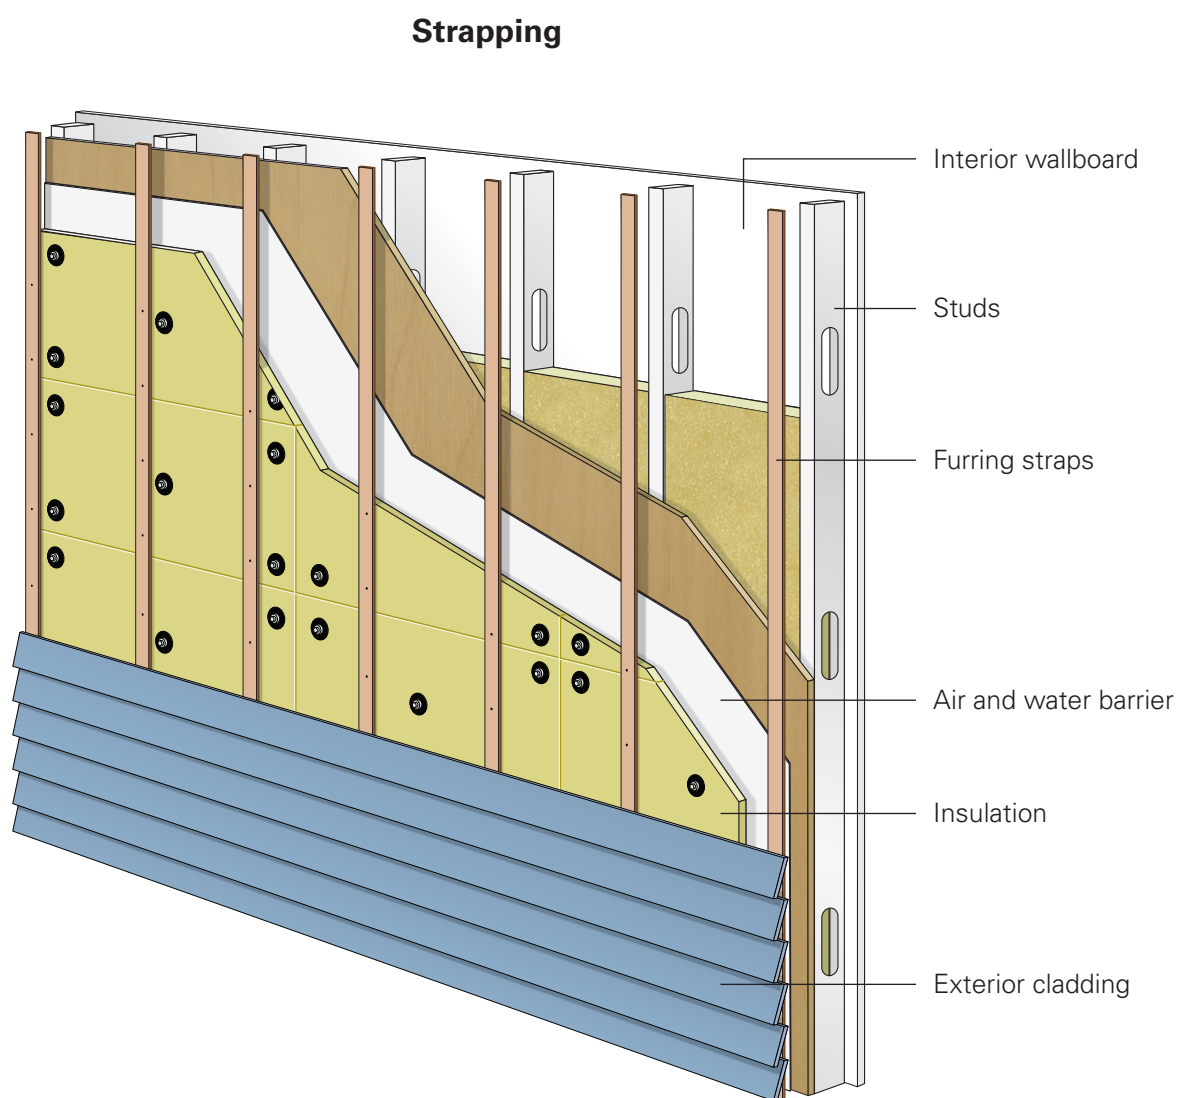 Strapping
Interior wallboard
Studs
Furring straps
Air and water barrier
Insulation
Exterior cladding